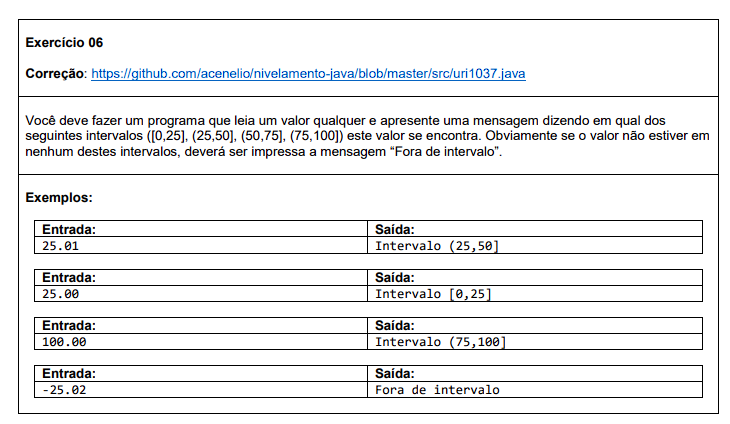 Exercício 06
Correção: https://github.com/acenelio/nivelamento-java/blob/master/src/uri1037.java
Você deve fazer um programa que leia um valor qualquer e apresente uma mensagem dizendo em qual dos
seguintes intervalos ([0,25], (25,50], (50,75], (75,100]) este valor se encontra. Obviamente se o valor não estiver em
nenhum destes intervalos, deverá ser impressa a mensagem “Fora de intervalo”.
Exemplos:
Entrada: Saída:
25.01 Intervalo (25,50]
Entrada: Saída:
25.00 Intervalo [0,25]
Entrada: Saída:
100.00 Intervalo (75,100]
Entrada: Saída:
-25.02 Fora de intervalo